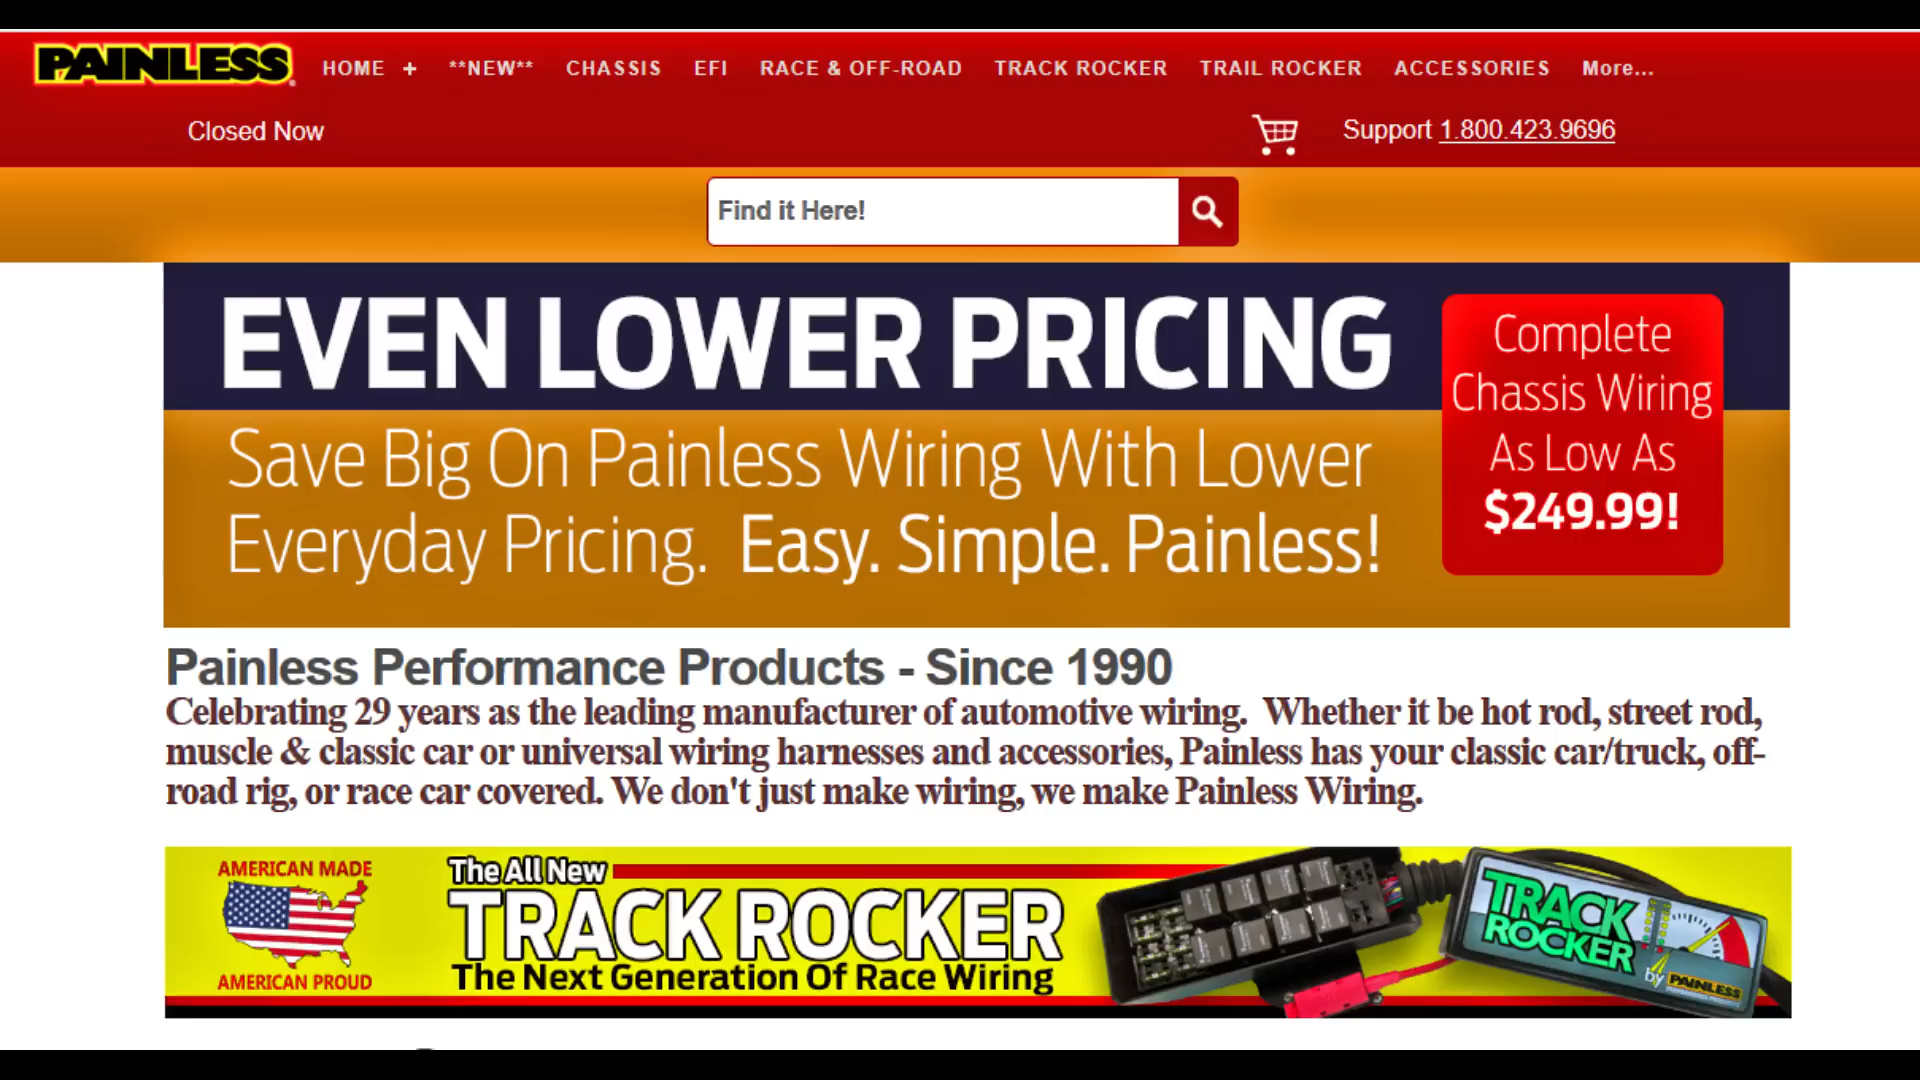 PAINLESS
HOME + **NEW** CHASSIS EFI RACE & OFF-ROAD TRACK ROCKER TRAIL ROCKER ACCESSORIES More...
Closed Now
Support 1.800.423.9696
Find it Here!
EVEN LOWER PRICING
Save Big On Painless Wiring With Lower
Everyday Pricing. Easy. Simple. Painless!
Complete
Chassis Wiring
As Low As
$249.99!
Painless Performance Products - Since 1990
Celebrating 29 years as the leading manufacturer of automotive wiring. Whether it be hot rod, street rod,
muscle & classic car or universal wiring harnesses and accessories, Painless has your classic car/truck, off-
road rig, or race car covered. We don't just make wiring, we make Painless Wiring.
AMERICAN MADE
AMERICAN PROUD
The All New
TRACK ROCKER
The Next Generation Of Race Wiring
TRACK
ROCKER
by PAINLESS